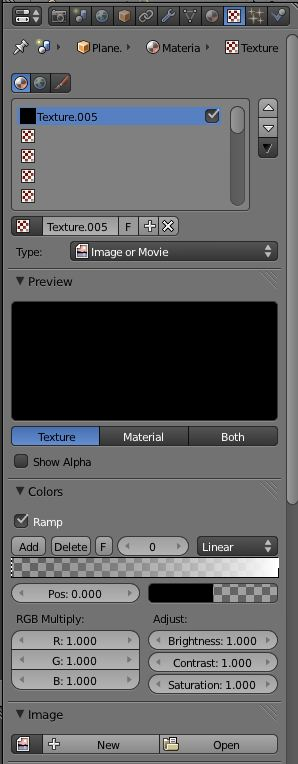 Plane. Materia Texture
Texture.005
Texture.005 F
Type: Image or Movie
Preview
Texture Material Both
Show Alpha
Colors
Ramp
Add Delete F 0 Linear
Pos: 0.000
RGB Multiply: Adjust:
R: 1.000 Brightness: 1.000
G: 1.000 Contrast: 1.000
B: 1.000 Saturation: 1.000
Image
New Open